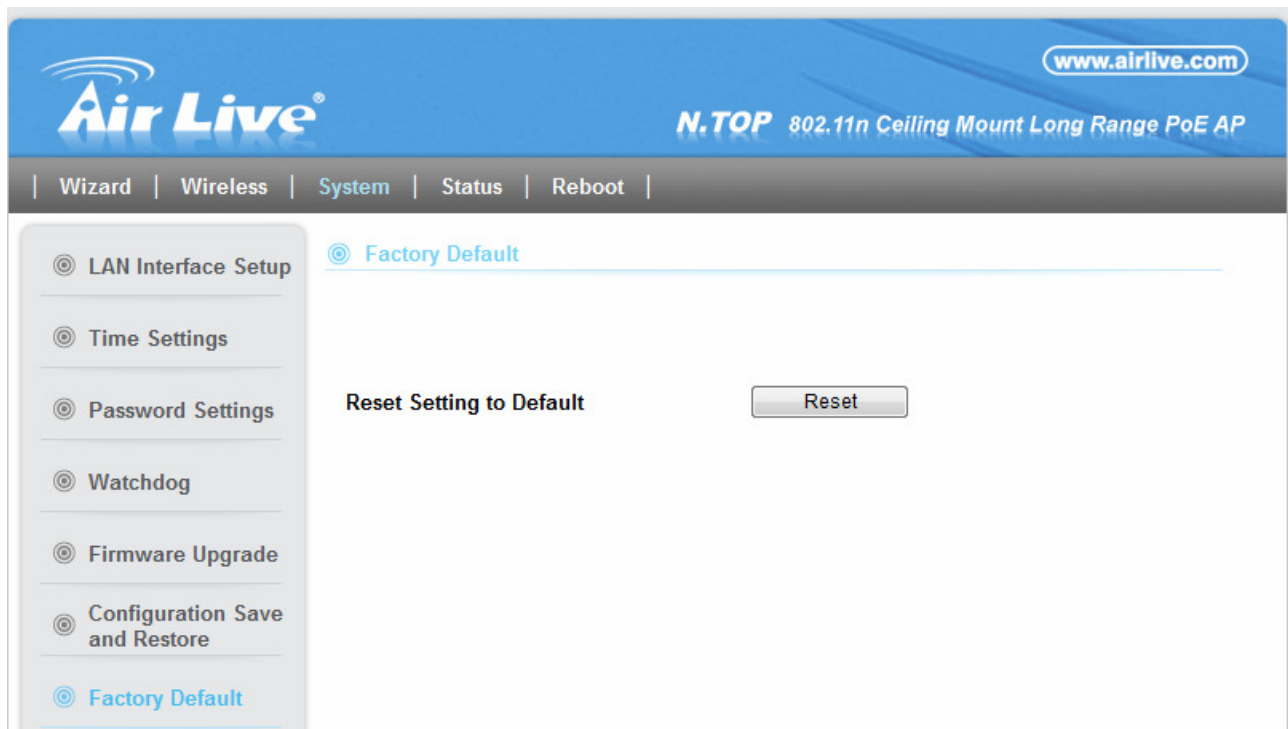 www.airlive.com
Air Live®
N.TOP 802.11n Ceiling Mount Long Range PoE AP
| Wizard | Wireless | System | Status | Reboot |
LAN Interface Setup
Time Settings
Password Settings
Watchdog
Firmware Upgrade
Configuration Save
and Restore
Factory Default
Factory Default
Reset Setting to Default Reset